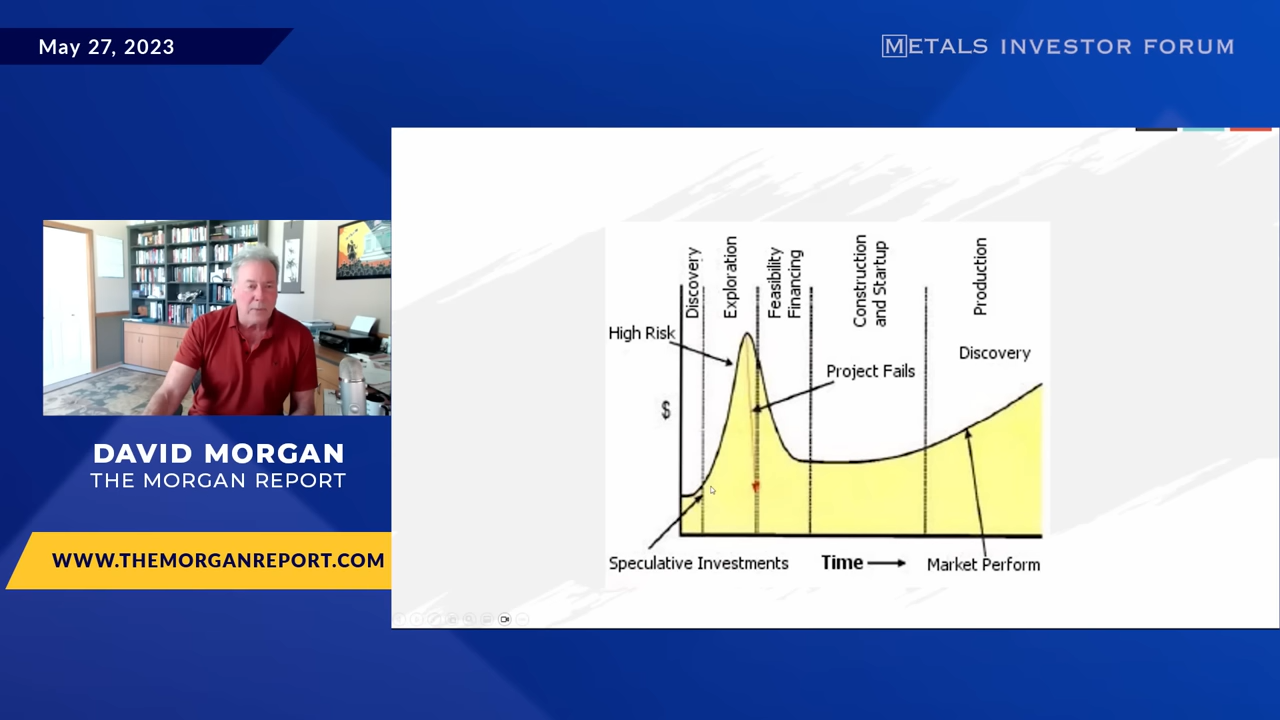 May 27, 2023
METALS INVESTOR FORUM
DAVID MORGAN
THE MORGAN REPORT
WWW.THEMORGANREPORT.COM
Discovery
Exploration
Feasibility
Financing
Construction
and Startup
Production
High Risk
Discovery
Project Fails
$
Speculative Investments
Time
Market Perform